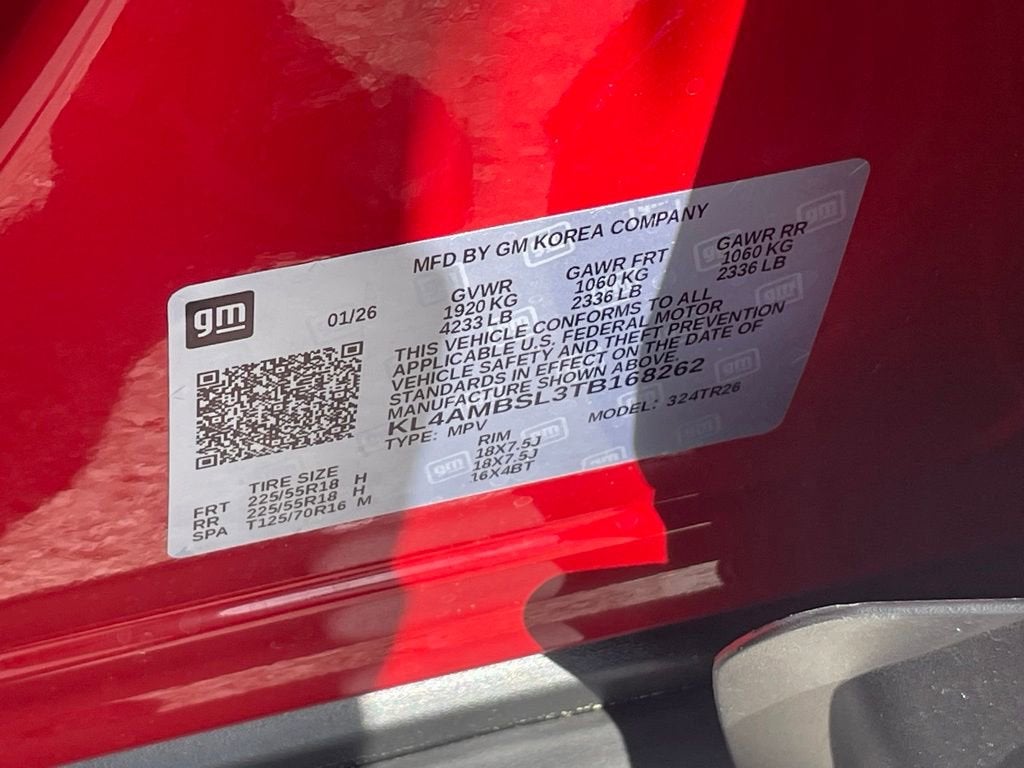 MFD BY GM KOREA COMPANY
gm
01/26
GVWR GAWR FRT GAWR RR
1920 KG 1060 KG 1060 KG
4233 LB 2336 LB 2336 LB
THIS VEHICLE CONFORMS TO ALL
APPLICABLE U.S. FEDERAL MOTOR
VEHICLE SAFETY AND THEFT PREVENTION
STANDARDS IN EFFECT ON THE DATE OF
MANUFACTURE SHOWN ABOVE.
KL4AMBSL3TB168262
TYPE: MPV MODEL: 324TR26
TIRE SIZE RIM
FRT 225/55R18 H 18X7.5J
RR 225/55R18 H 18X7.5J
SPA T125/70R16 M 16X4BT